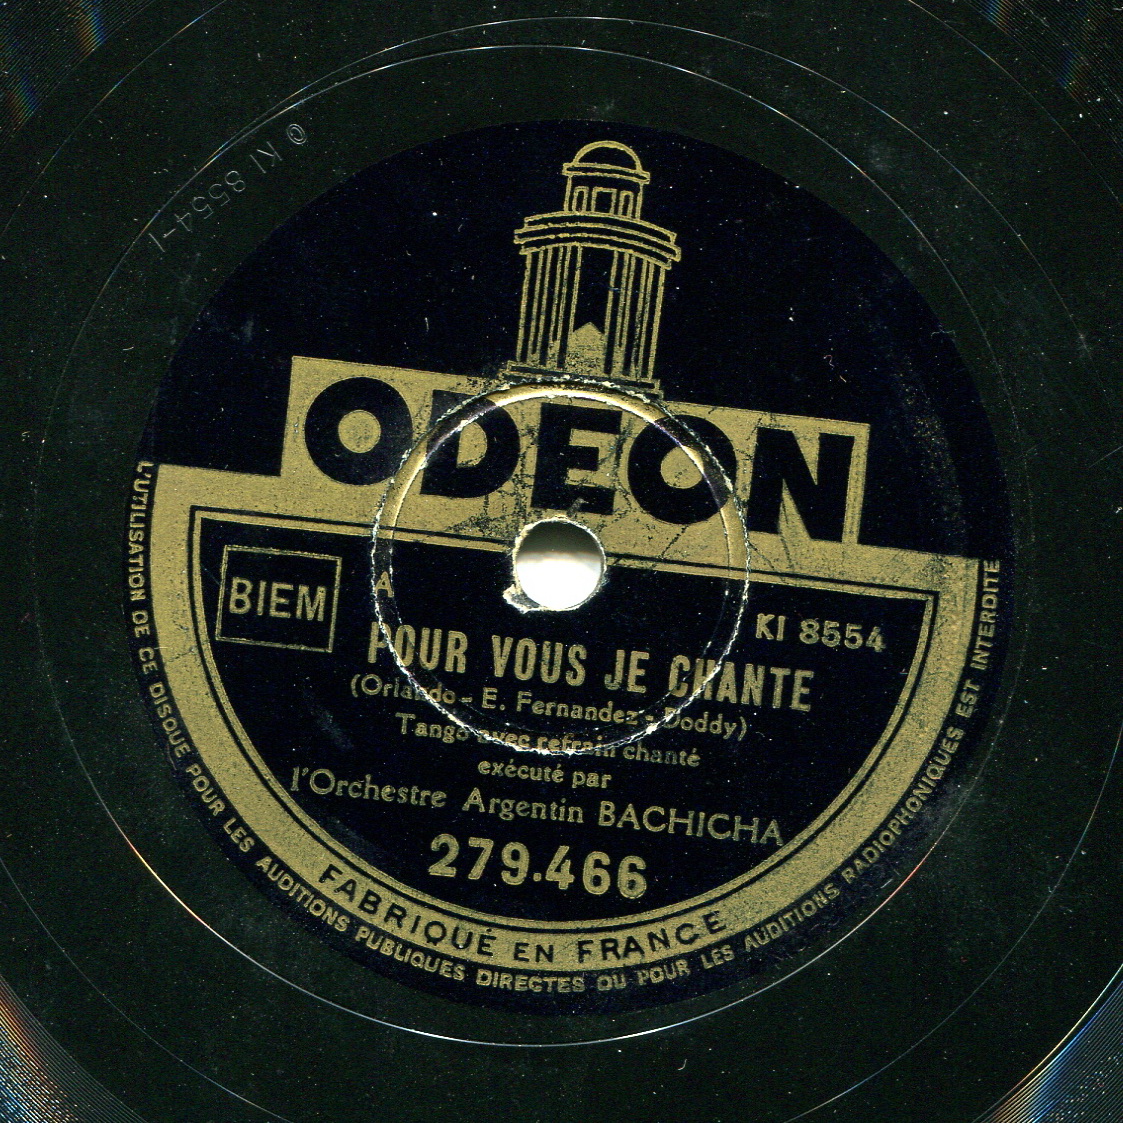 KI 8554-1
ODEON
BIEM
A
KI 8554
POUR VOUS JE CHANTE
(Orlando - E. Fernandez - Doddy)
Tango avec refrain chanté
exécuté par
l'Orchestre Argentin BACHICHA
279.466
FABRIQUÉ EN FRANCE
L'UTILISATION DE CE DISQUE POUR LES AUDITIONS PUBLIQUES DIRECTES OU POUR LES AUDITIONS RADIOPHONIQUES EST INTERDITE